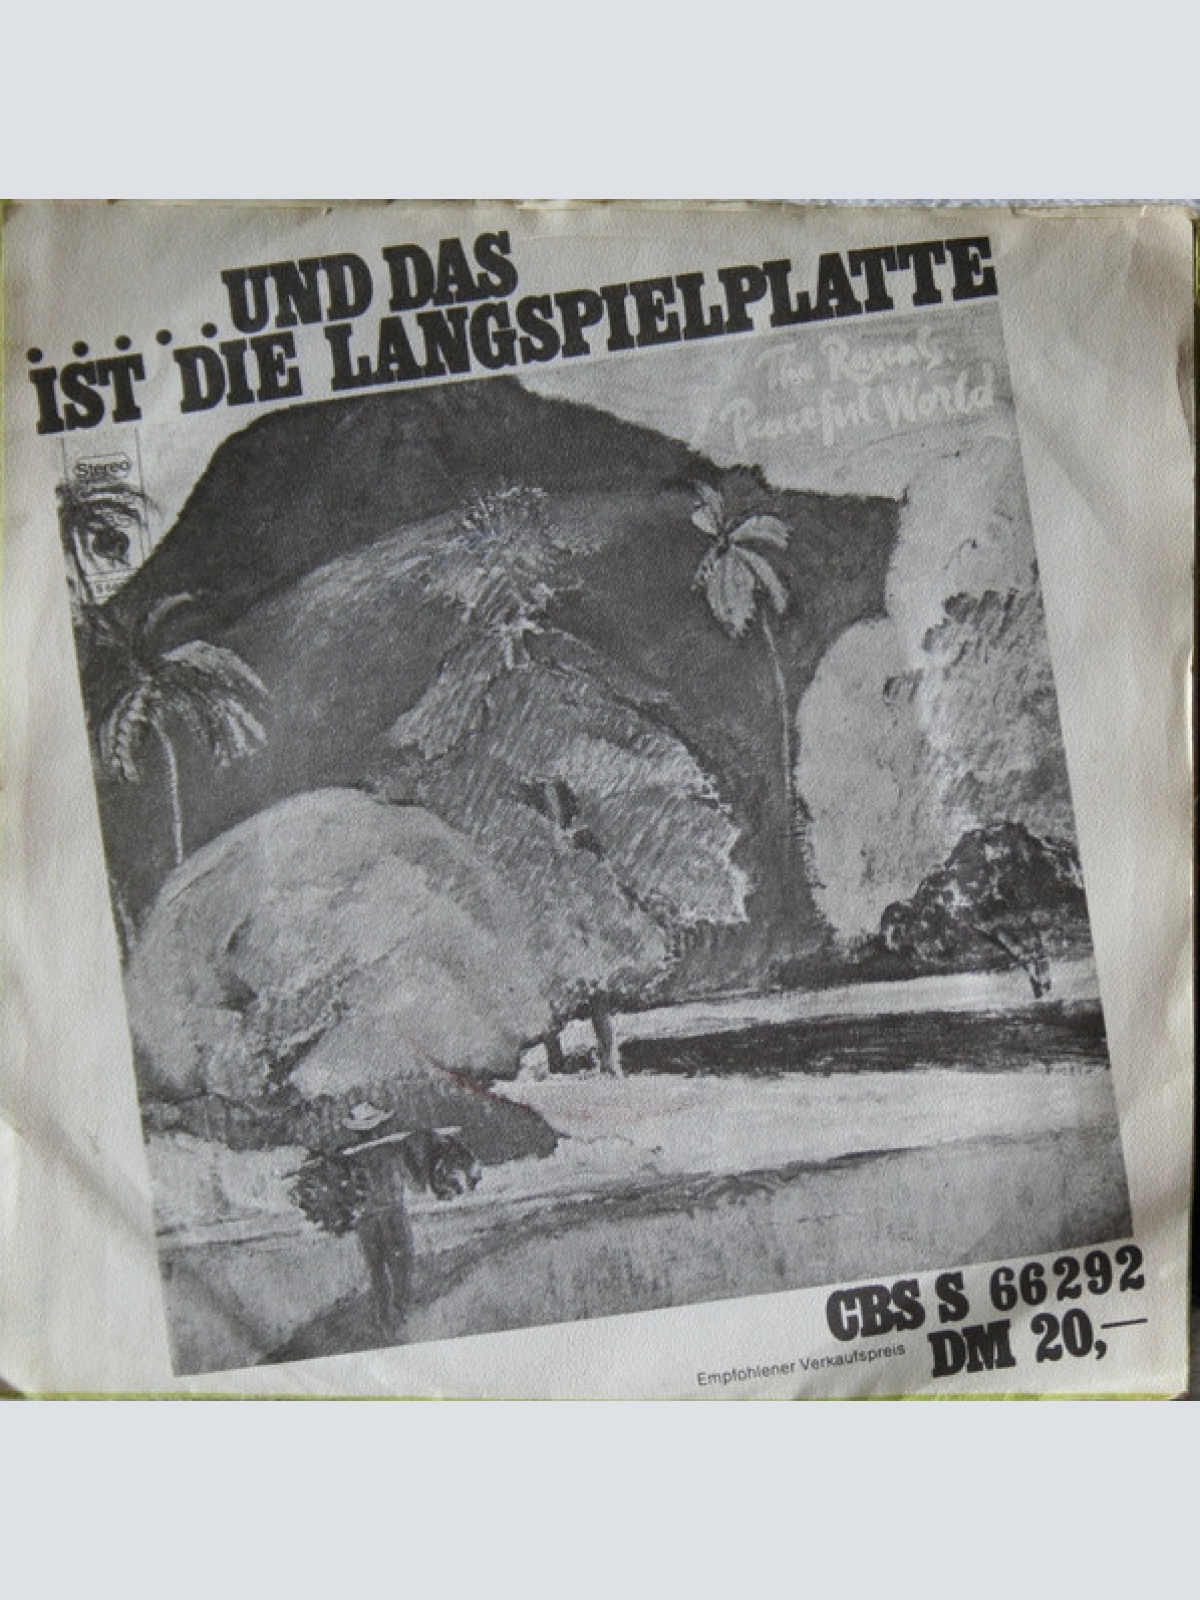 .....UND DAS
IST DIE LANGSPIELPLATTE
The Rascals.
Peaceful World
Stereo
CBS S 66292
DM 20,—
Empfohlener Verkaufspreis